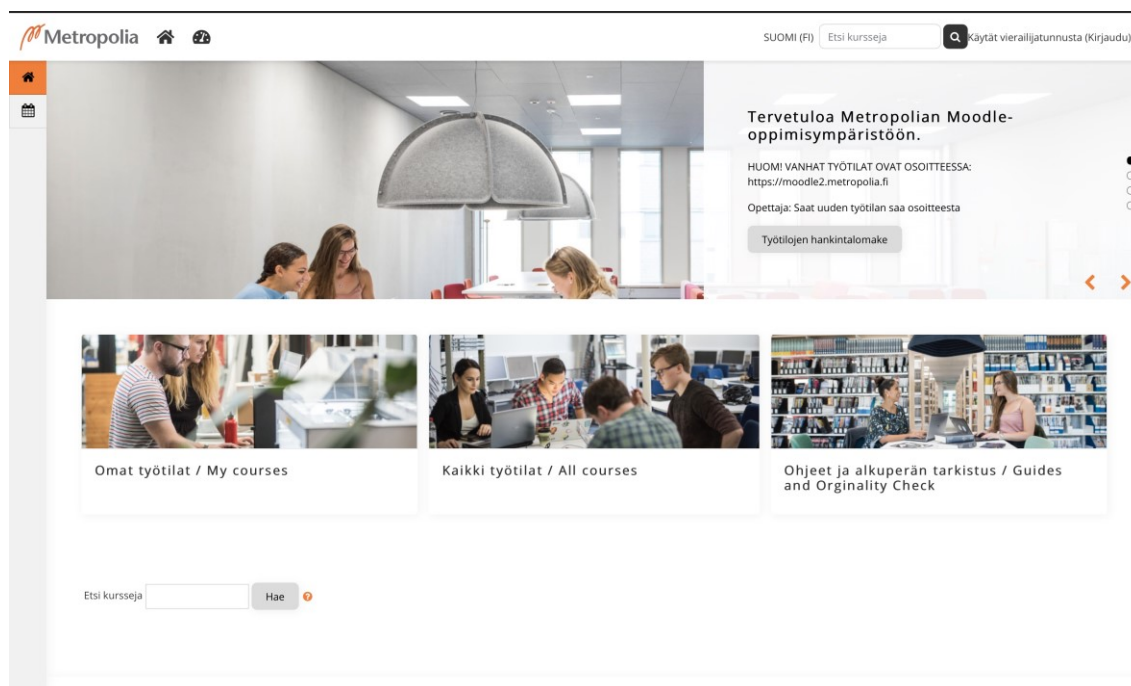 Metropolia
SUOMI (FI)
Etsi kursseja
Käytät vierailijatunnusta (Kirjaudu)
Tervetuloa Metropolian Moodle-
oppimisympäristöön.
HUOM! VANHAT TYÖTILAT OVAT OSOITTEESSA:
https://moodle2.metropolia.fi
Opettaja: Saat uuden työtilan saa osoitteesta
Työtilojen hankintalomake
Omat työtilat / My courses
Kaikki työtilat / All courses
Ohjeet ja alkuperän tarkistus / Guides
and Orginality Check
Etsi kursseja
Hae